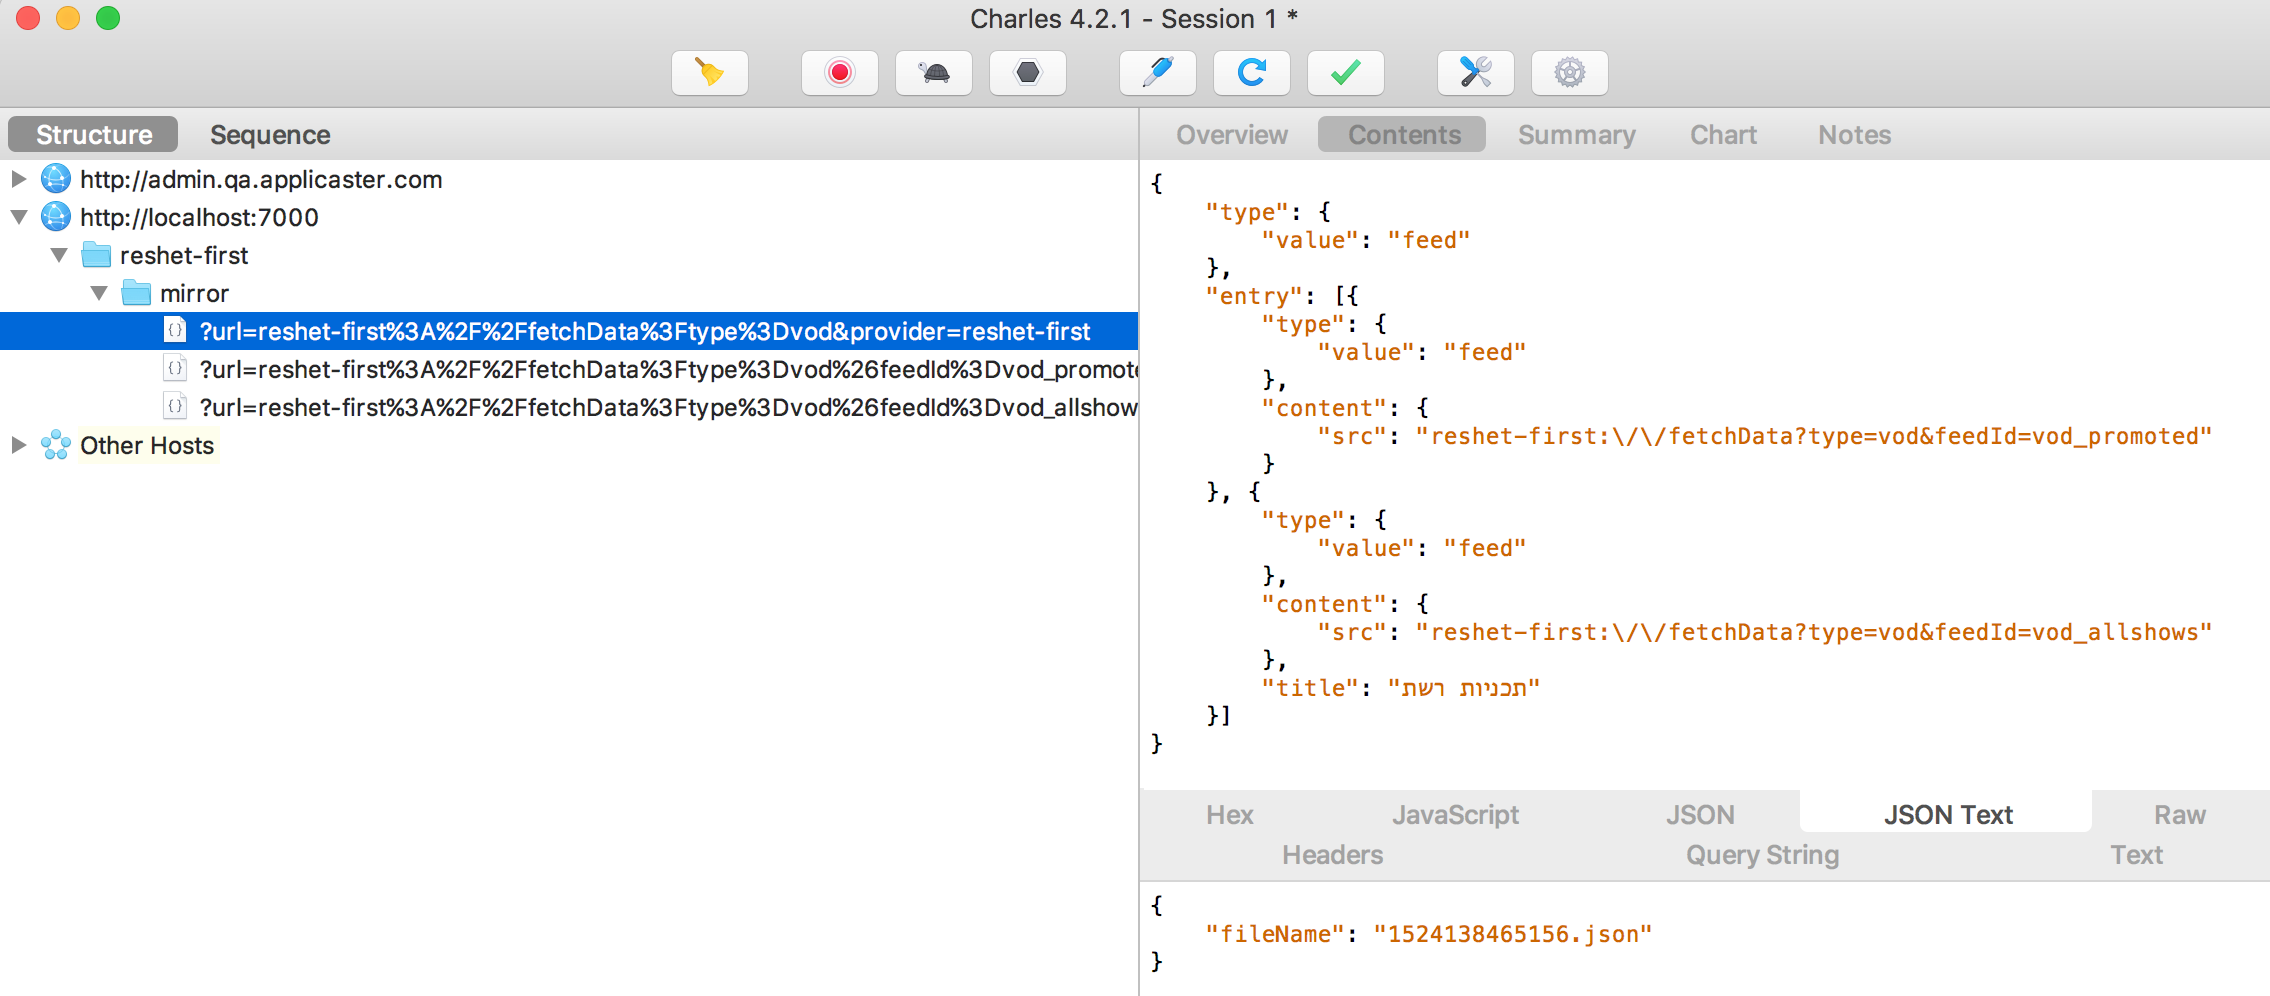 Charles 4.2.1 - Session 1 *
Structure Sequence
http://admin.qa.applicaster.com
http://localhost:7000
reshet-first
mirror
?url=reshet-first%3A%2F%2FfetchData%3Ftype%3Dvod&provider=reshet-first
?url=reshet-first%3A%2F%2FfetchData%3Ftype%3Dvod%26feedId%3Dvod_promote
?url=reshet-first%3A%2F%2FfetchData%3Ftype%3Dvod%26feedId%3Dvod_allshows
Other Hosts
Overview Contents Summary Chart Notes
{
"type": {
"value": "feed"
},
"entry": [{
"type": {
"value": "feed"
},
"content": {
"src": "reshet-first:\/\/fetchData?type=vod&feedId=vod_promoted"
}
}, {
"type": {
"value": "feed"
},
"content": {
"src": "reshet-first:\/\/fetchData?type=vod&feedId=vod_allshows"
},
"title": "תכניות רשת"
}]
}
Hex JavaScript JSON JSON Text Raw
Headers Query String Text
{
"fileName": "1524138465156.json"
}